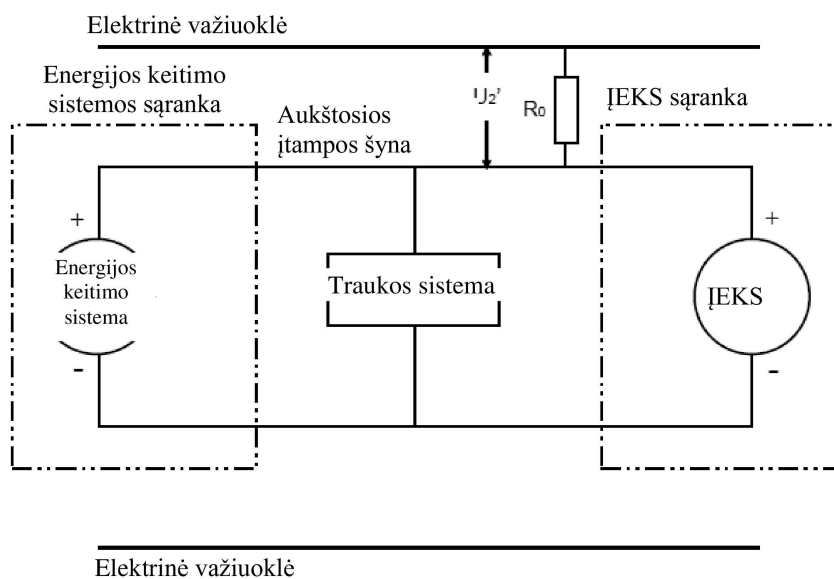 Elektrinė važiuoklė
Energijos keitimo
sistemos sąranka
Aukštosios
įtampos šyna
'U₂'
R₀
ĮEKS sąranka
+
Energijos
keitimo
sistema
-
Traukos sistema
+
ĮEKS
-
Elektrinė važiuoklė